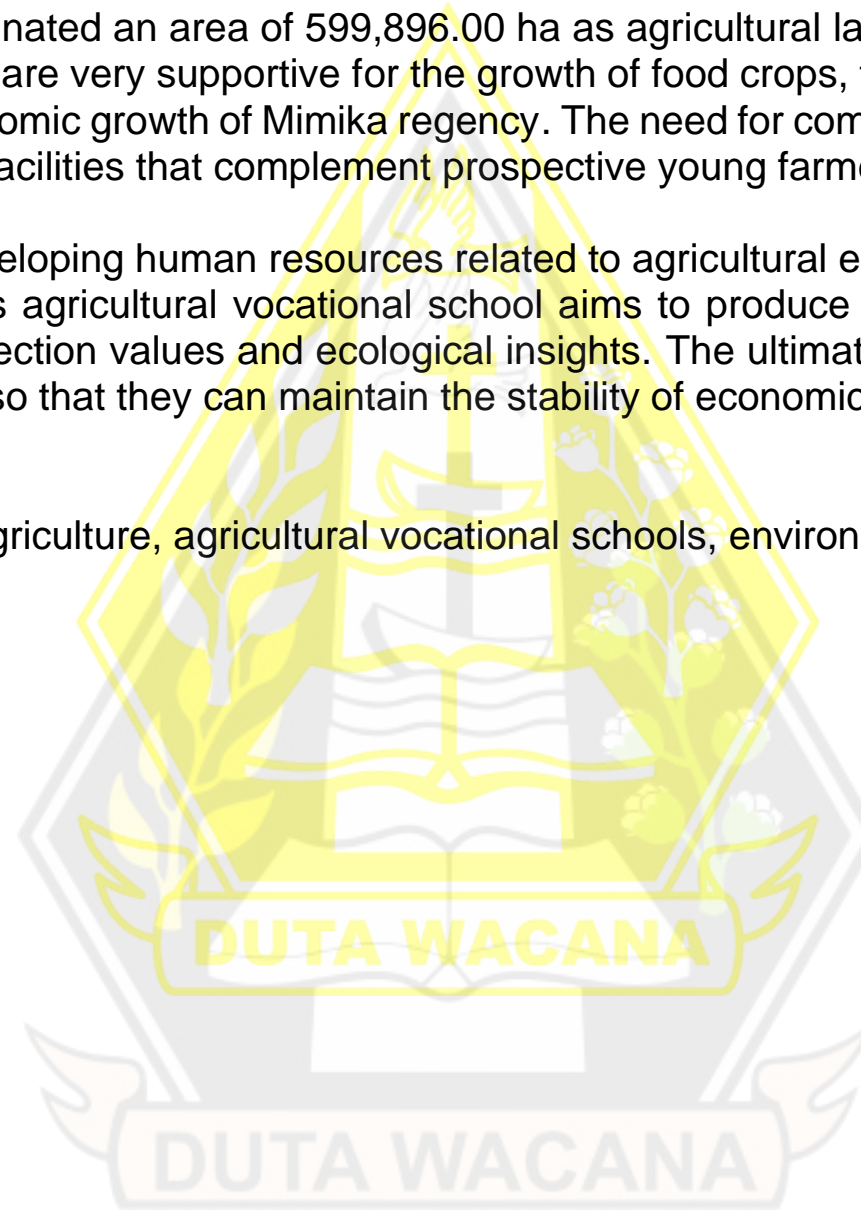 nated an area of 599,896.00 ha as agricultural la
are very supportive for the growth of food crops,
omic growth of Mimika regency. The need for com
acilities that complement prospective young farme
eloping human resources related to agricultural e
s agricultural vocational school aims to produce
ection values and ecological insights. The ultimat
so that they can maintain the stability of economic
griculture, agricultural vocational schools, environ
DUTA WACANA
DUTA WACANA